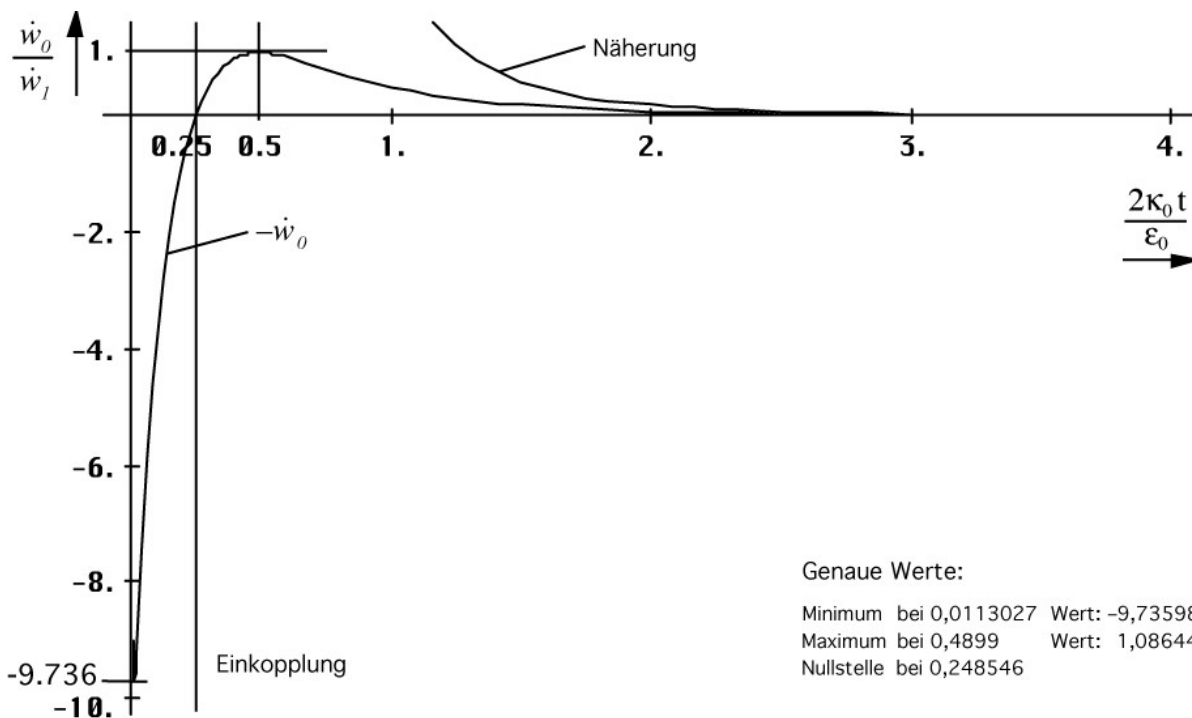 ẇ₀
ẇ₁
1.
Näherung
0.25 0.5 1. 2. 3. 4.
2κ₀t
ε₀
-2.
−ẇ₀
-4.
-6.
-8.
Genaue Werte:
Minimum bei 0,0113027 Wert: –9,73598
Maximum bei 0,4899 Wert: 1,08644
Nullstelle bei 0,248546
-9.736
Einkopplung
-10.